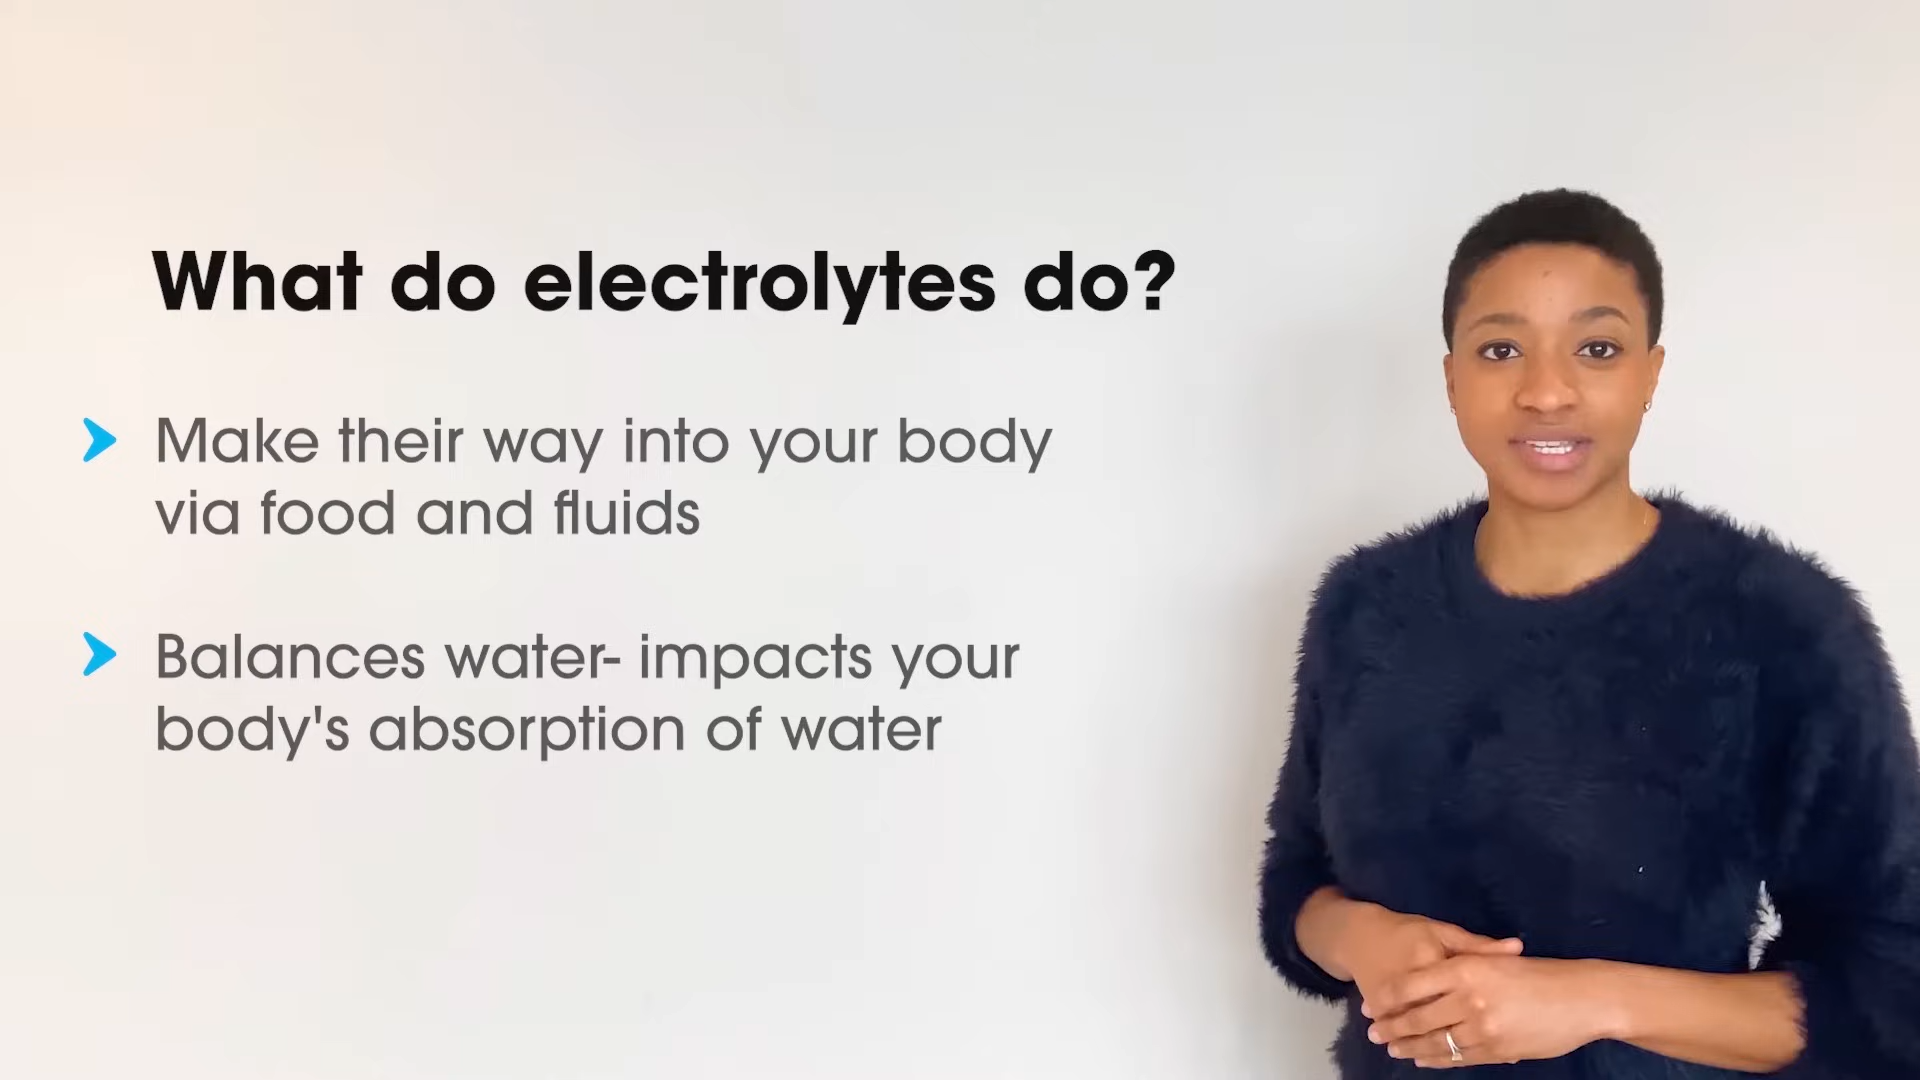 What do electrolytes do?
Make their way into your body
via food and fluids
Balances water- impacts your
body's absorption of water